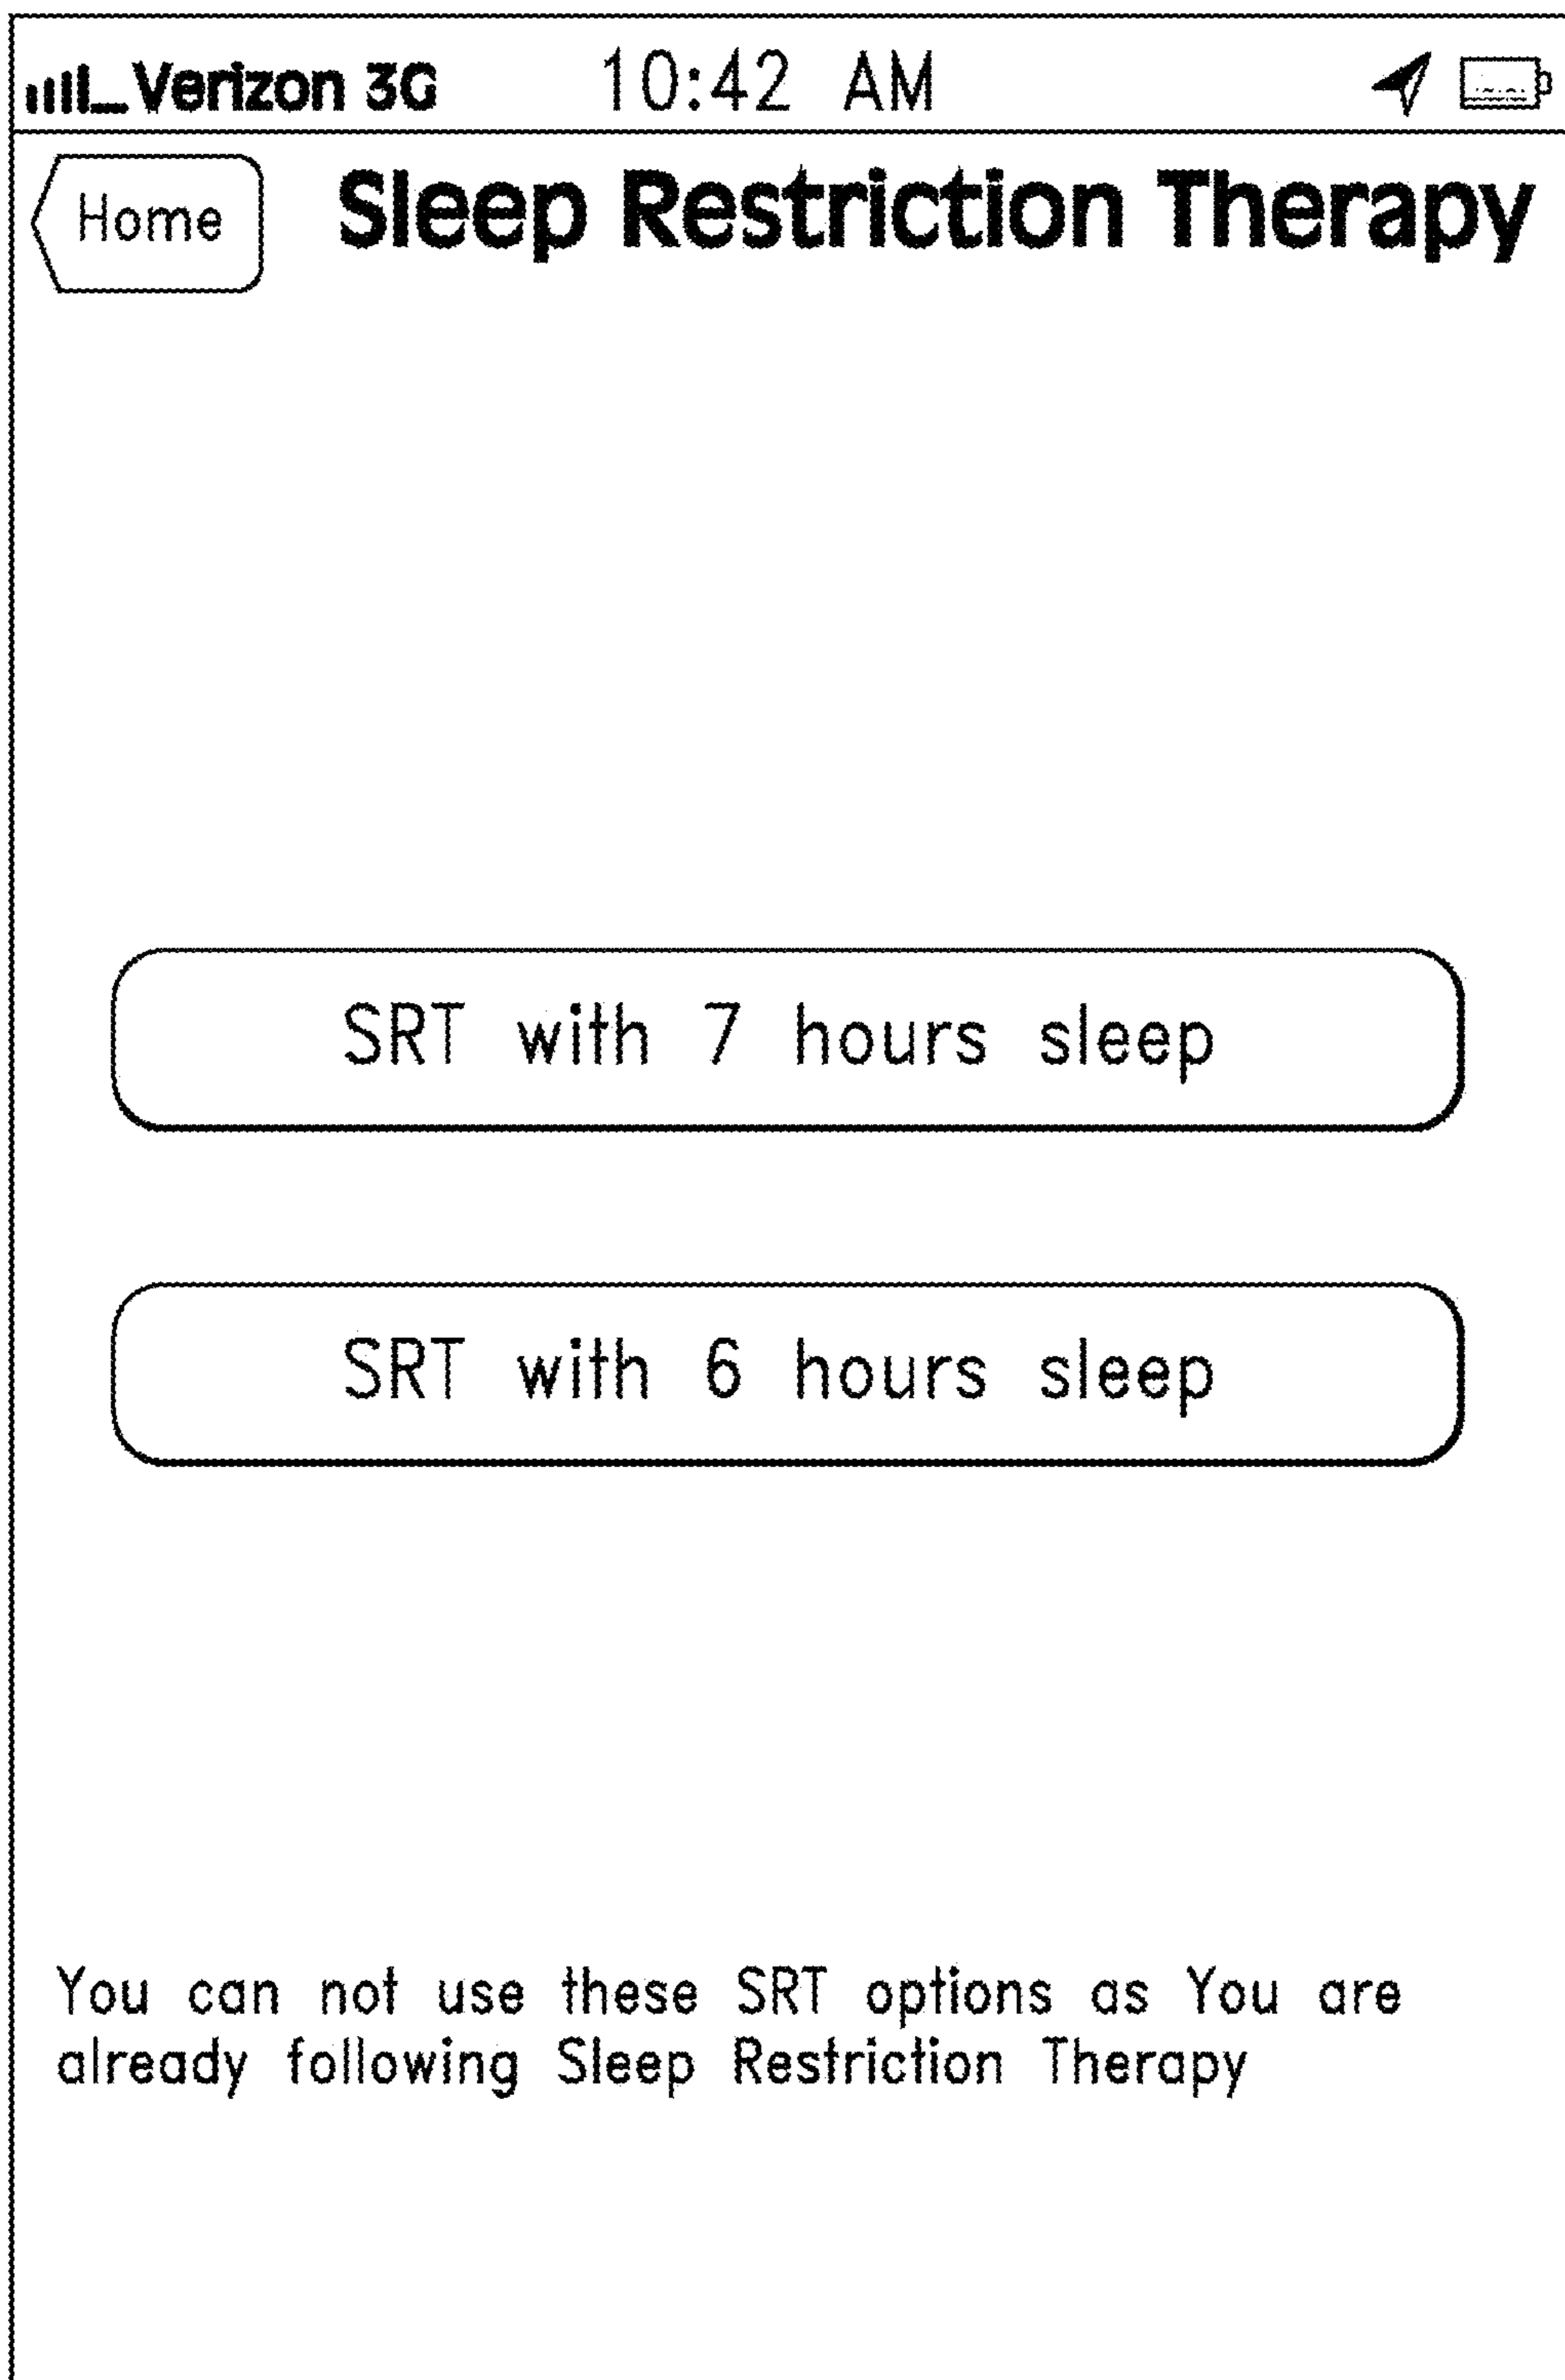 Verizon 3G 10:42 AM
Home Sleep Restriction Therapy
SRT with 7 hours sleep
SRT with 6 hours sleep
You can not use these SRT options as You are
already following Sleep Restriction Therapy